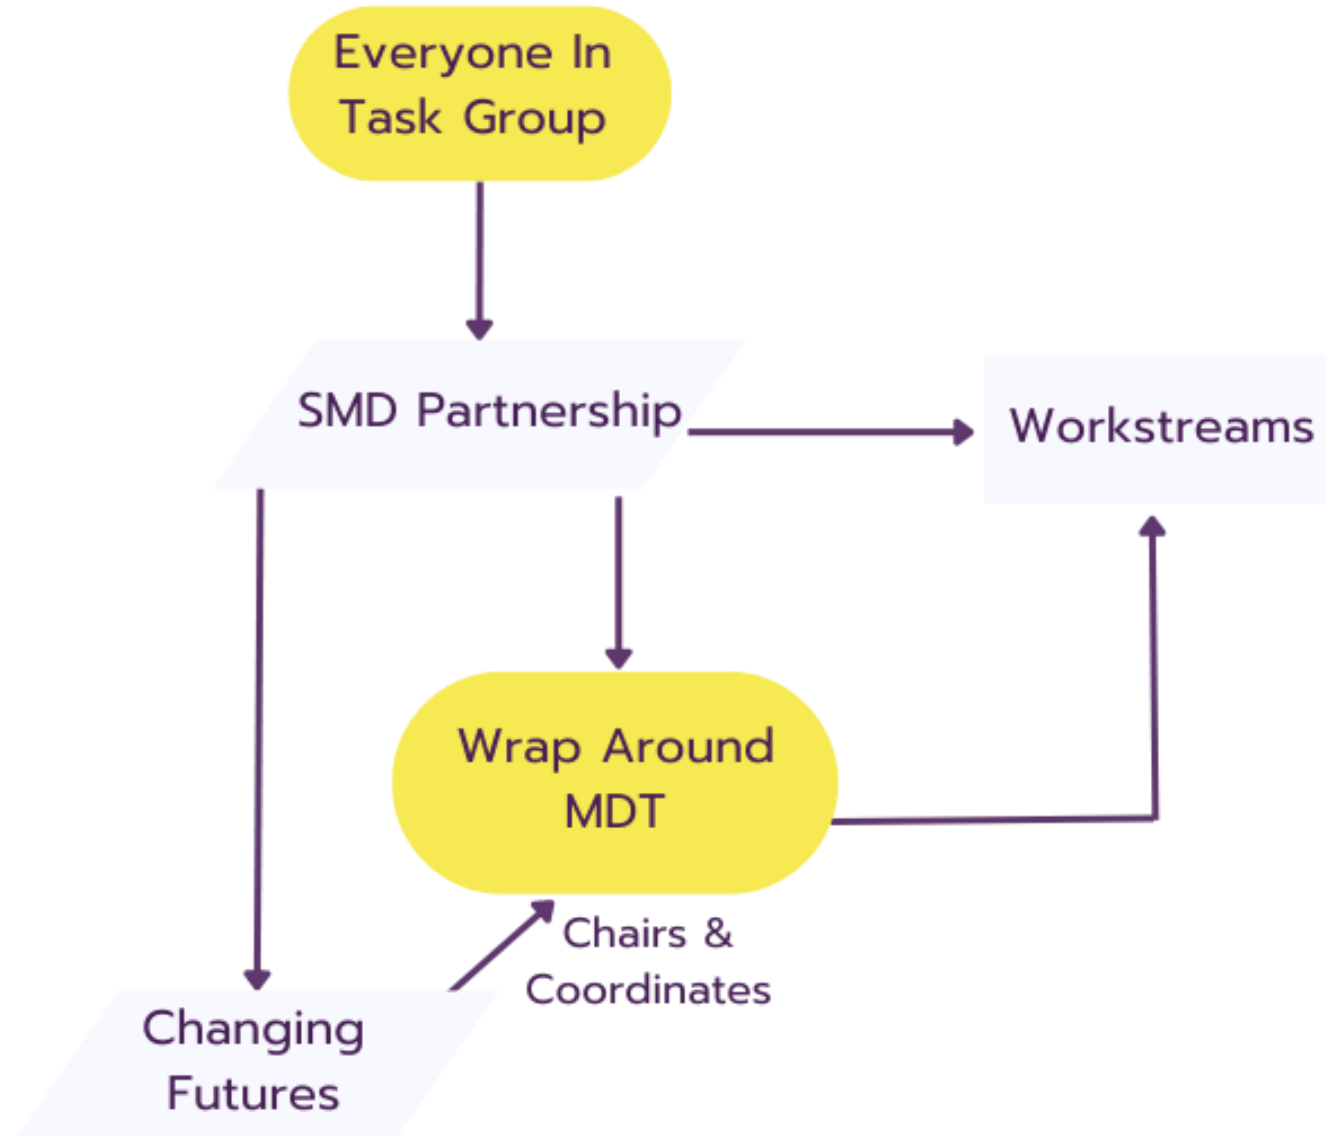 Everyone In
Task Group
SMD Partnership
Workstreams
Wrap Around
MDT
Chairs &
Coordinates
Changing
Futures